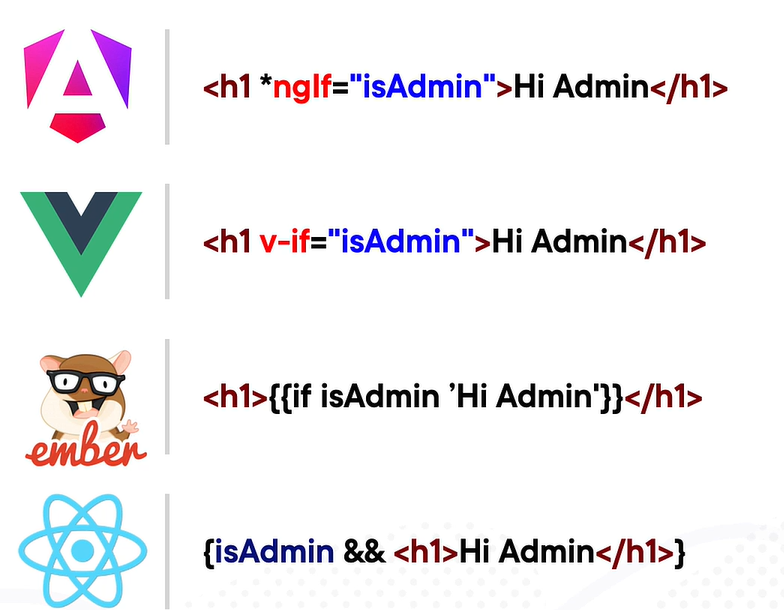 <h1 *ngIf="isAdmin">Hi Admin</h1>
<h1 v-if="isAdmin">Hi Admin</h1>
<h1>{{if isAdmin ’Hi Admin'}}</h1>
ember
{isAdmin && <h1>Hi Admin</h1>}